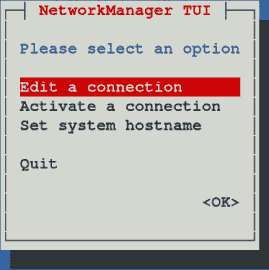 NetworkManager TUI
Please select an option
Edit a connection
Activate a connection
Set system hostname
Quit
<OK>